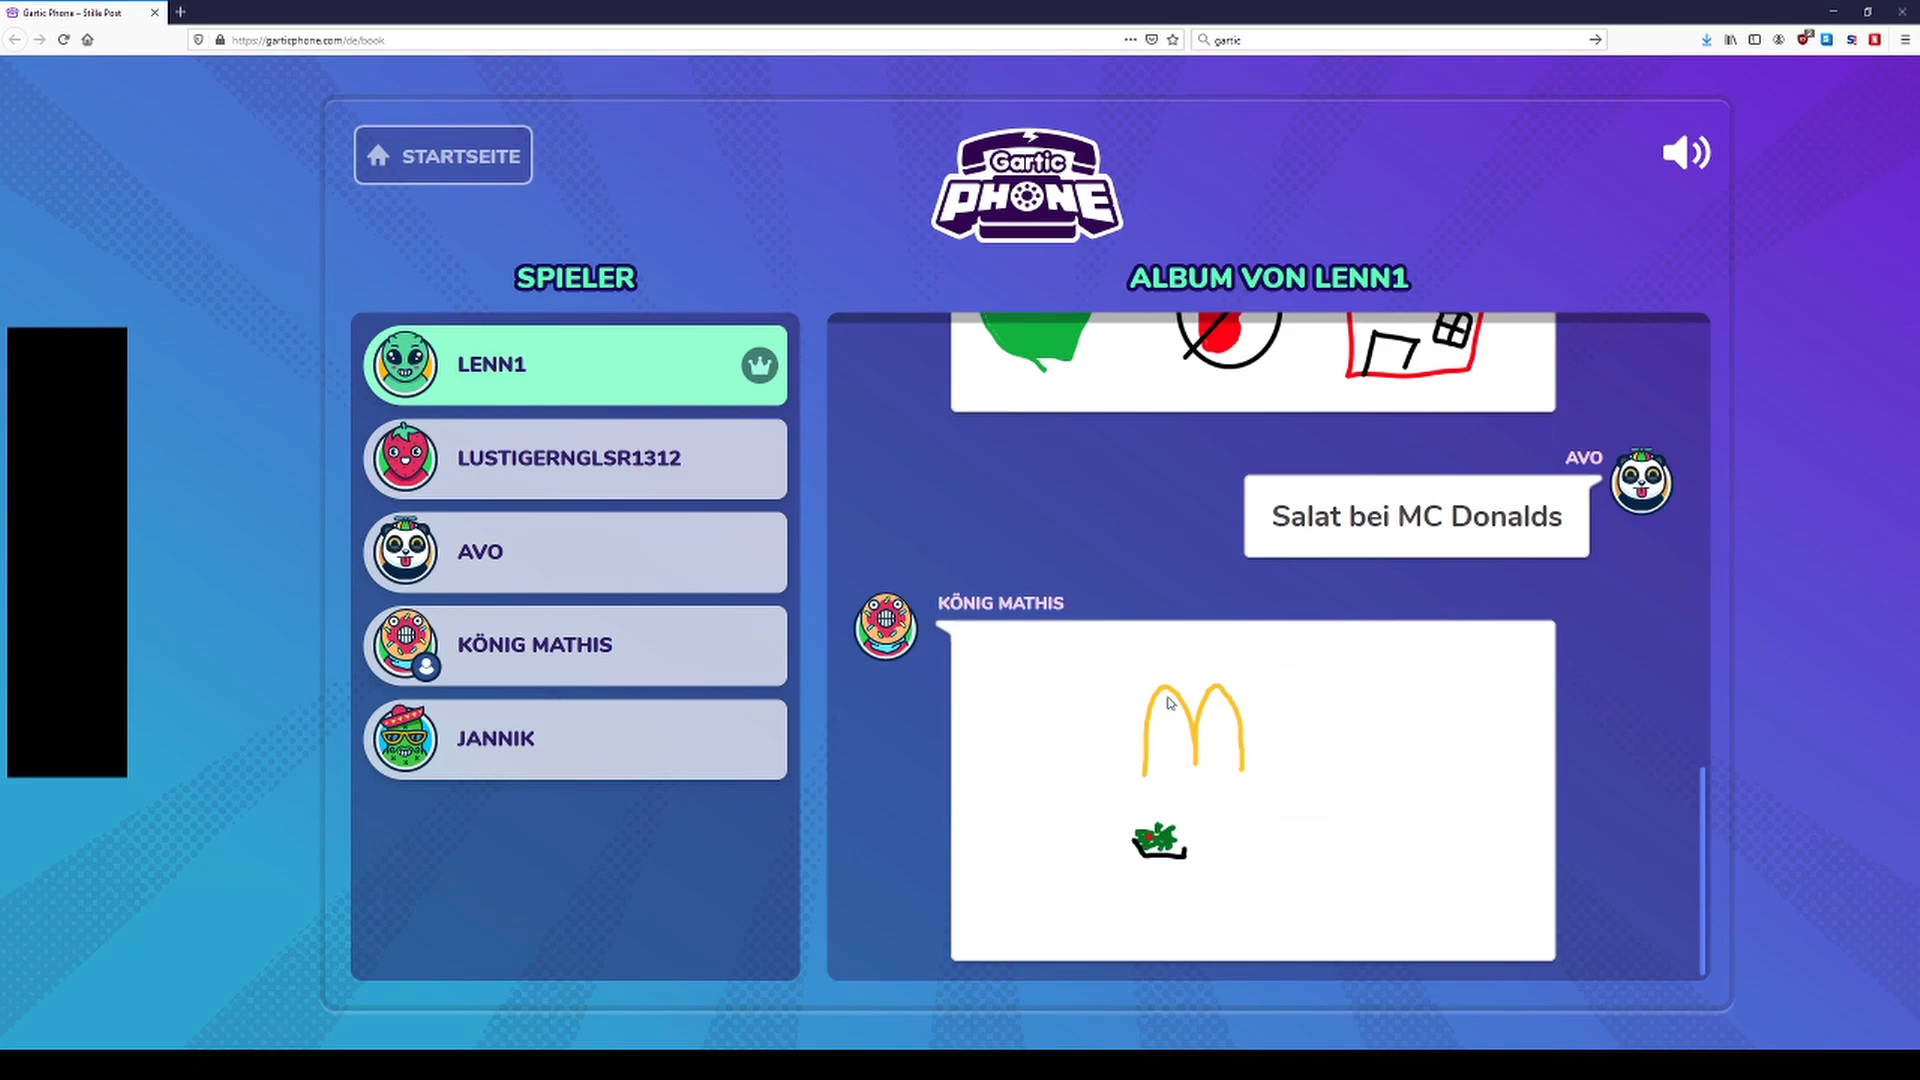 Gartic Phone – Stille Post
https://garticphone.com/de/book
gartic
STARTSEITE
Gartic
PHONE
SPIELER
ALBUM VON LENN1
LENN1
LUSTIGERNGLSR1312
AVO
KÖNIG MATHIS
JANNIK
AVO
Salat bei MC Donalds
KÖNIG MATHIS